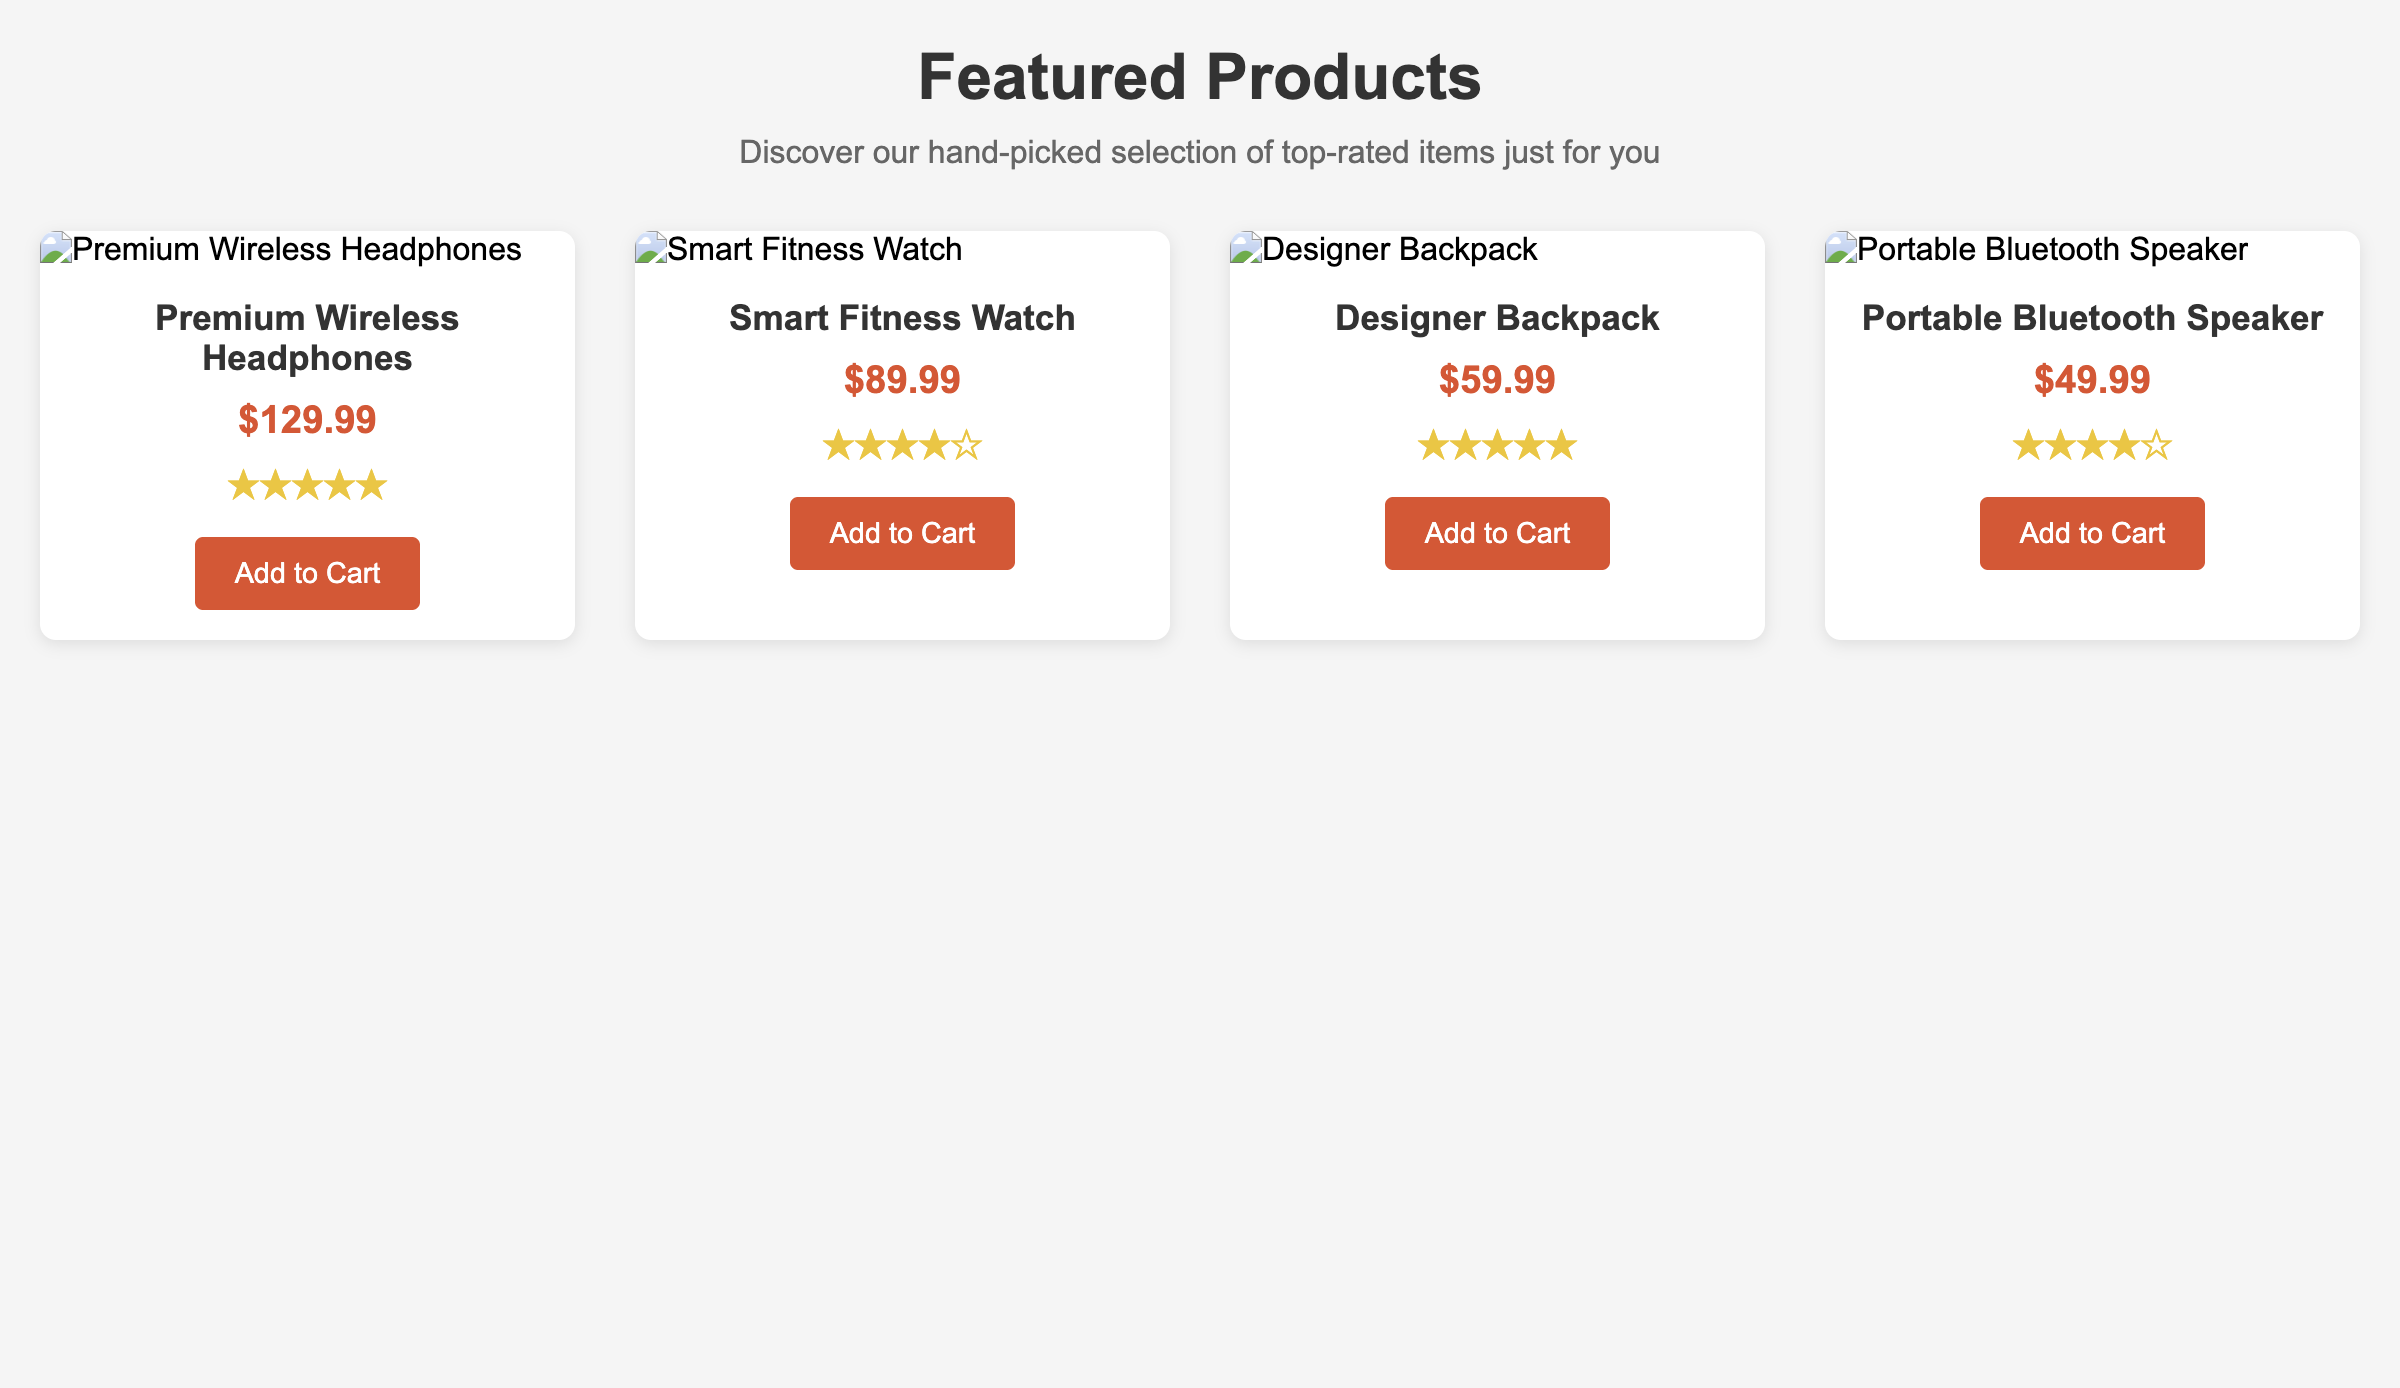 Featured Products
Discover our hand-picked selection of top-rated items just for you
Premium Wireless Headphones
Premium Wireless
Headphones
$129.99
★★★★★
Add to Cart
Smart Fitness Watch
Smart Fitness Watch
$89.99
★★★★☆
Add to Cart
Designer Backpack
Designer Backpack
$59.99
★★★★★
Add to Cart
Portable Bluetooth Speaker
Portable Bluetooth Speaker
$49.99
★★★★☆
Add to Cart